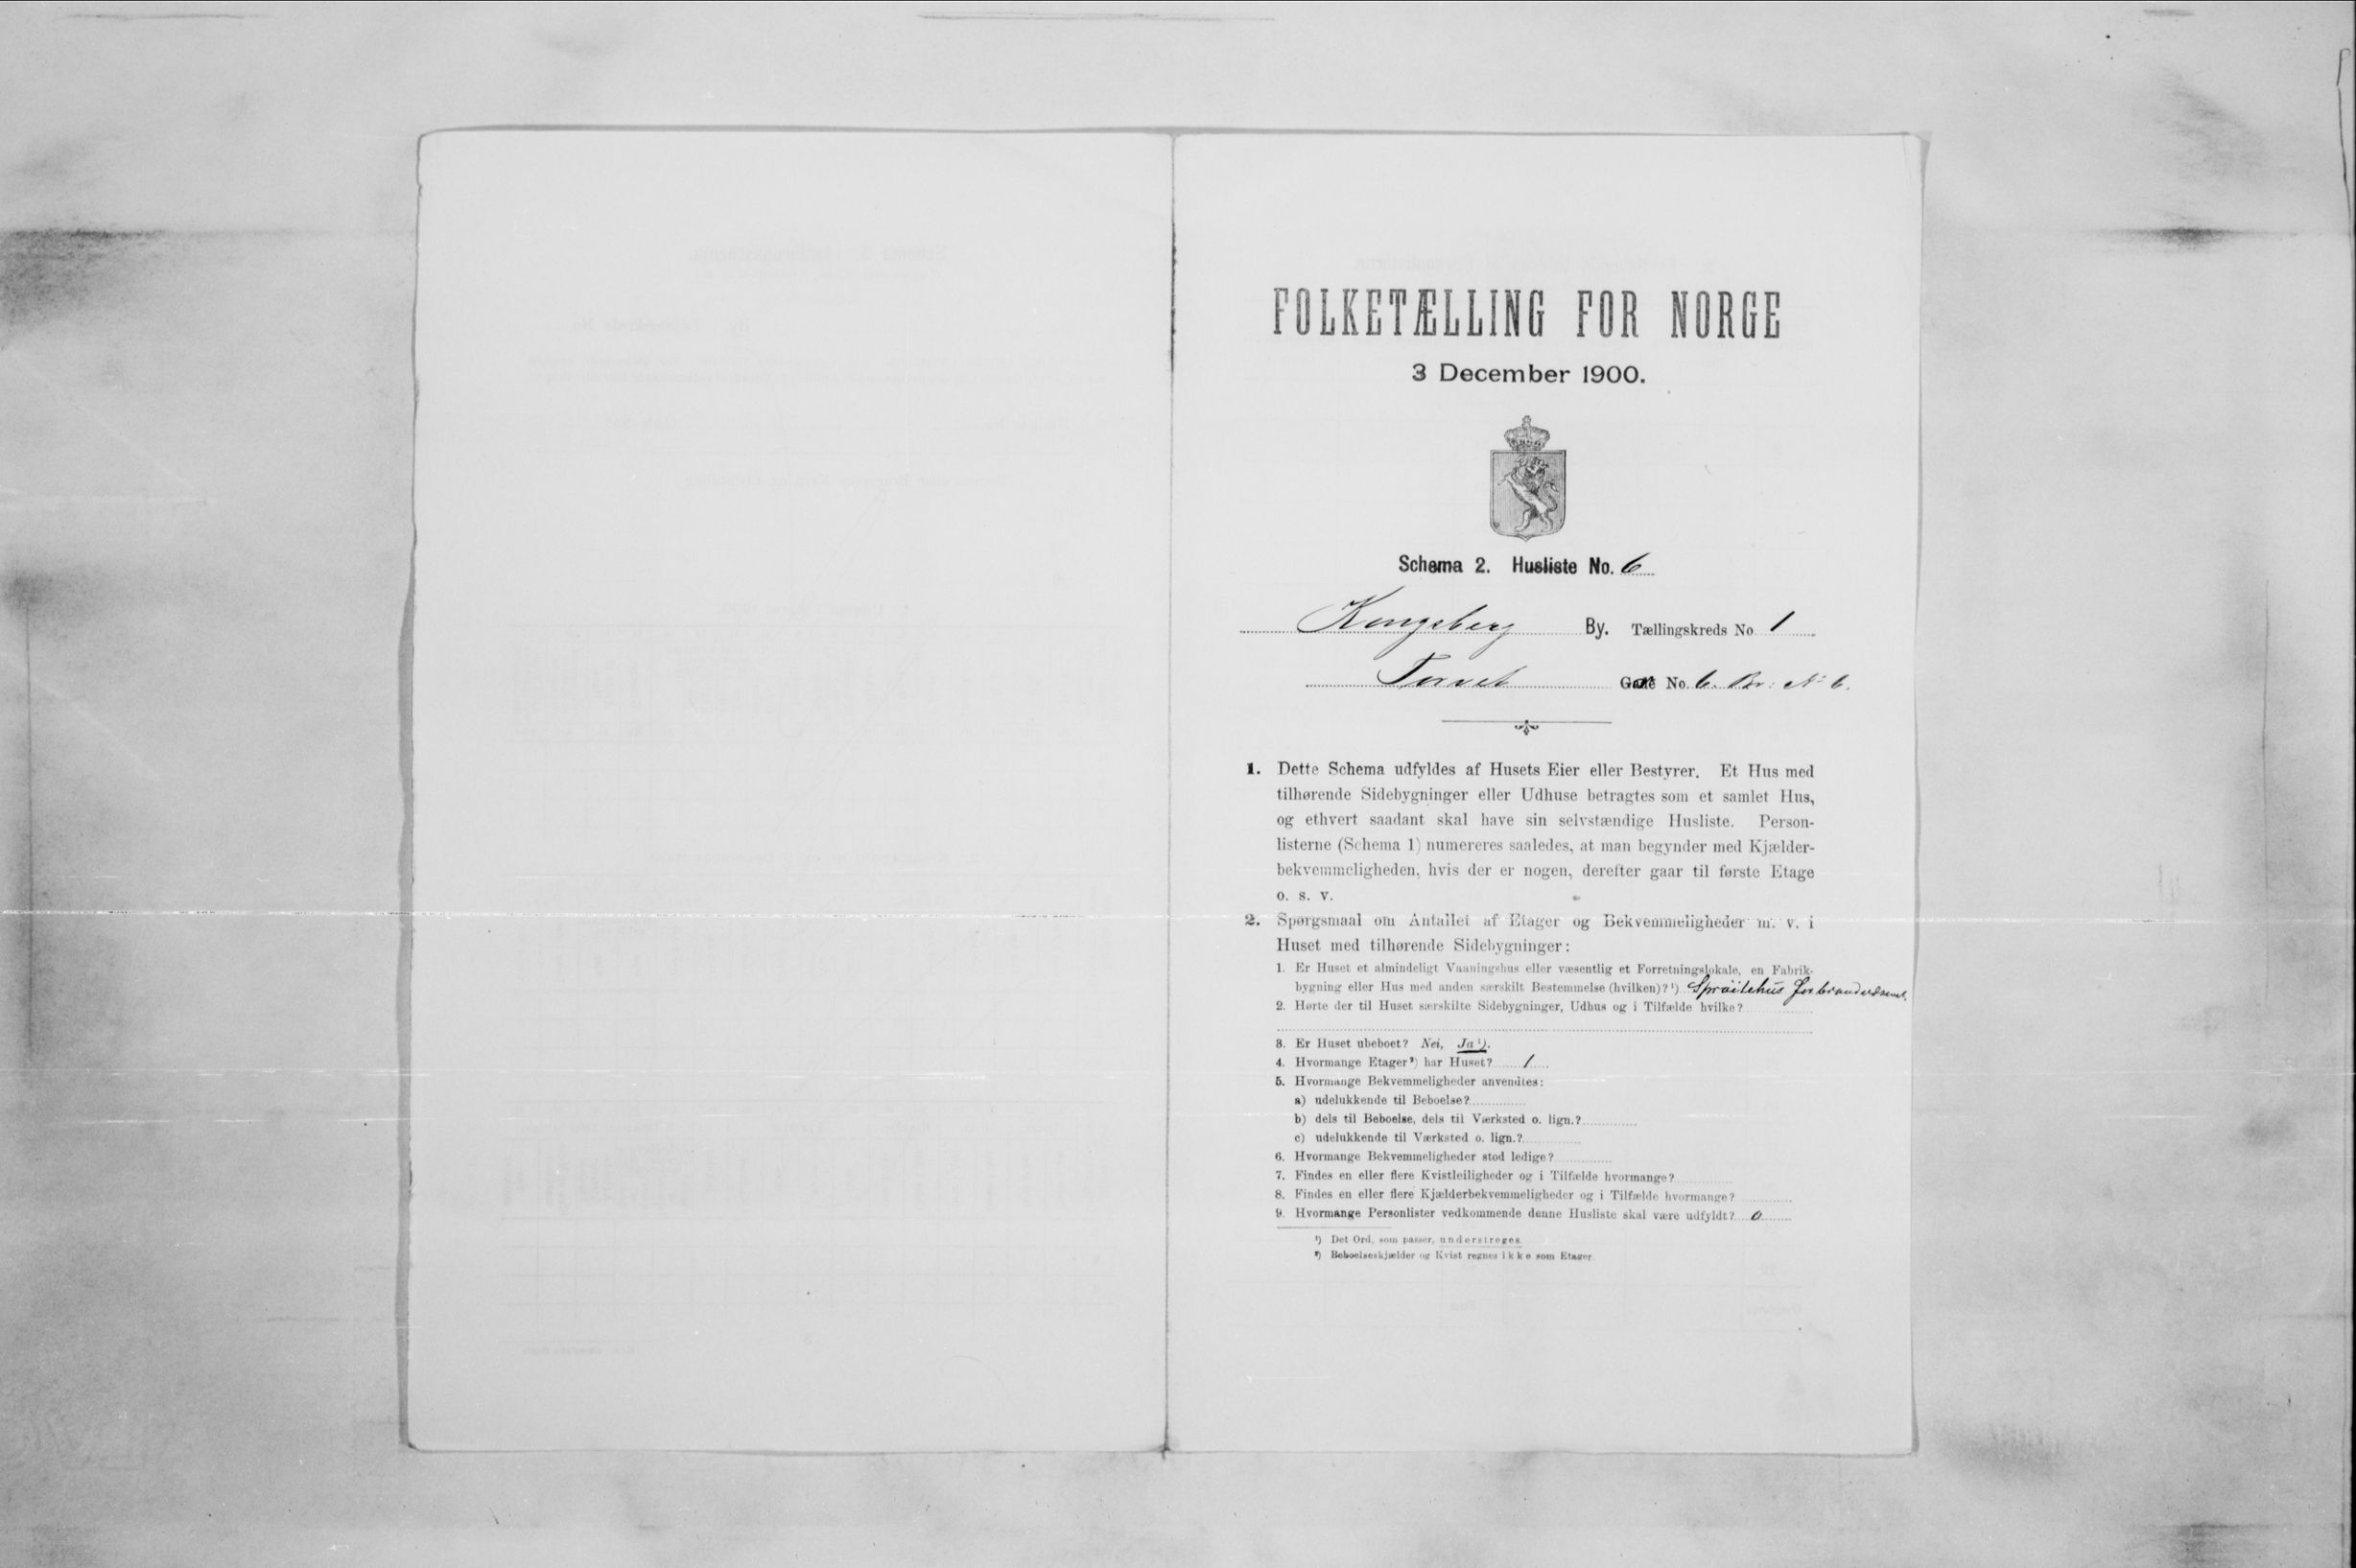 FOLKETÆLLING FOR NORGE
3 December 1900.
Schema 2. Husliste No. 6
Kongsberg By. Tællingskreds No 1
Torvet Gade No. 6. Br: No 6.
1. Dette Schema udfyldes af Husets Eier eller Bestyrer. Et Hus med
tilhørende Sidebygninger eller Udhuse betragtes som et samlet Hus,
og ethvert saadant skal have sin selvstændige Husliste. Person-
listerne (Schema 1) numereres saaledes, at man begynder med Kjælder-
bekvemmeligheden, hvis der er nogen, derefter gaar til første Etage
o. s. v.
2. Spørgsmaal om Antallet af Etager og Bekvemmeligheder m. v. i
Huset med tilhørende Sidebygninger:
1. Er Huset et almindeligt Vaaningshus eller væsentlig et Forretningslokale, en Fabrik-
bygning eller Hus med anden særskilt Bestemmelse (hvilken)? ¹) Sprøitehus for
2. Hørte der til Huset særskilte Sidebygninger, Udhus og i Tilfælde hvilke?
3. Er Huset ubeboet? Nei, Ja ¹).
4. Hvormange Etager ²) har Huset? 1
5. Hvormange Bekvemmeligheder anvendtes:
a) udelukkende til Beboelse?
b) dels til Beboelse, dels til Værksted o. lign.?
c) udelukkende til Værksted o. lign.?
6. Hvormange Bekvemmeligheder stod ledige?
7. Findes en eller flere Kvistleiligheder og i Tilfælde hvormange?
8. Findes en eller flere Kjælderbekvemmeligheder og i Tilfælde hvormange?
9. Hvormange Personlister vedkommende denne Husliste skal være udfyldt? 0
¹) Det Ord, som passer, understreges.
²) Beboelseskjælder og Kvist regnes ikke som Etager